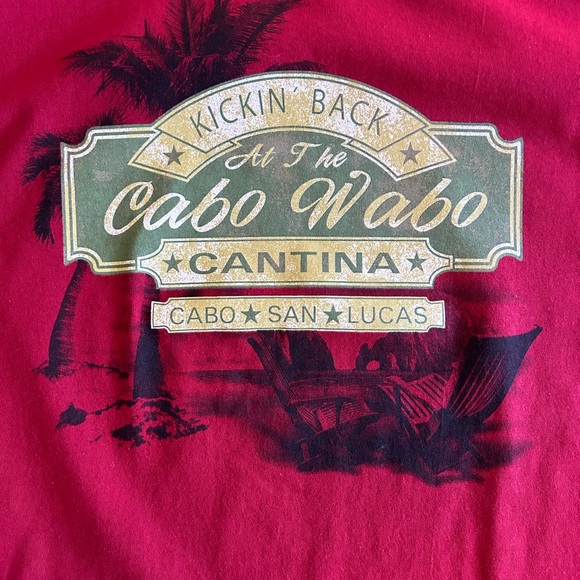 KICKIN' BACK
At The
Cabo Wabo
★ CANTINA ★
CABO ★ SAN ★ LUCAS